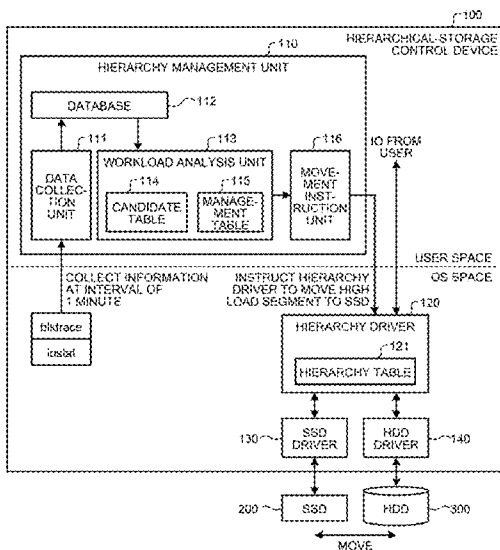 100
HIERARCHICAL-STORAGE
CONTROL DEVICE
110
HIERARCHY MANAGEMENT UNIT
DATABASE
112
111
113
116
DATA
COLLEC-
TION
UNIT
WORKLOAD ANALYSIS UNIT
114
CANDIDATE
TABLE
115
MANAGE-
MENT
TABLE
MOVE-
MENT
INSTRUC-
TION
UNIT
IO FROM
USER
USER SPACE
OS SPACE
COLLECT INFORMATION
AT INTERVAL OF
1 MINUTE
INSTRUCT HIERARCHY
DRIVER TO MOVE HIGH
LOAD SEGMENT TO SSD
120
blktrace
iostat
HIERARCHY DRIVER
121
HIERARCHY TABLE
130
SSD
DRIVER
HDD
DRIVER
140
200
SSD
HDD
300
MOVE